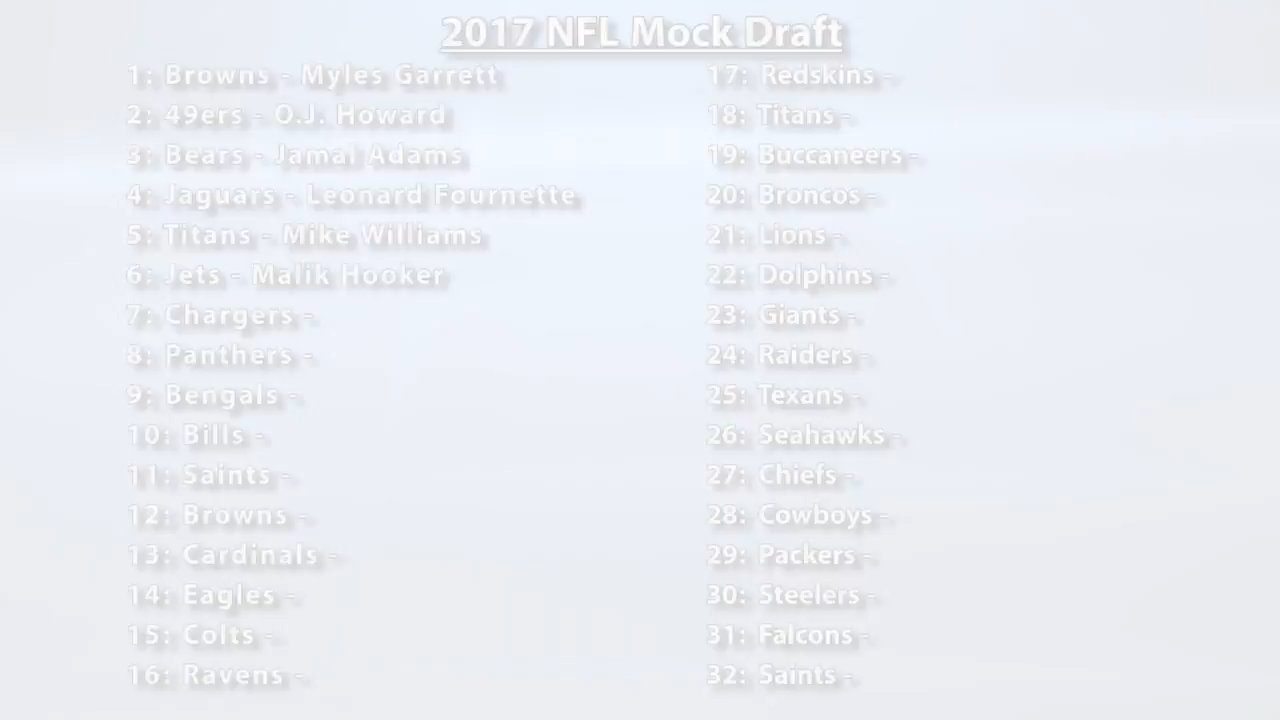 2017 NFL Mock Draft
1: Browns - Myles Garrett
2: 49ers - O.J. Howard
3: Bears - Jamal Adams
4: Jaguars - Leonard Fournette
5: Titans - Mike Williams
6: Jets - Malik Hooker
7: Chargers -
8: Panthers -
9: Bengals -
10: Bills -
11: Saints -
12: Browns -
13: Cardinals -
14: Eagles -
15: Colts -
16: Ravens -
17: Redskins -
18: Titans -
19: Buccaneers -
20: Broncos -
21: Lions -
22: Dolphins -
23: Giants -
24: Raiders -
25: Texans -
26: Seahawks -
27: Chiefs -
28: Cowboys -
29: Packers -
30: Steelers -
31: Falcons -
32: Saints -